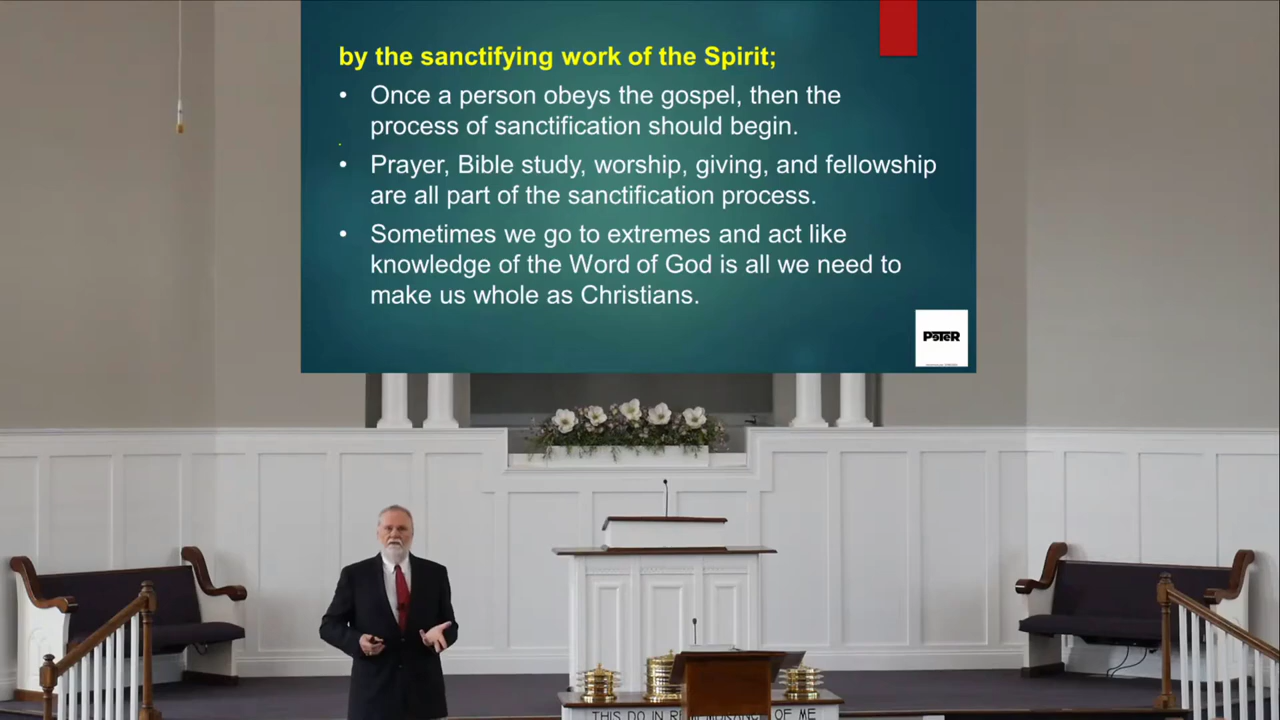 by the sanctifying work of the Spirit;
• Once a person obeys the gospel, then the
process of sanctification should begin.
• Prayer, Bible study, worship, giving, and fellowship
are all part of the sanctification process.
• Sometimes we go to extremes and act like
knowledge of the Word of God is all we need to
make us whole as Christians.
PeTeR
THIS DO IN OF ME